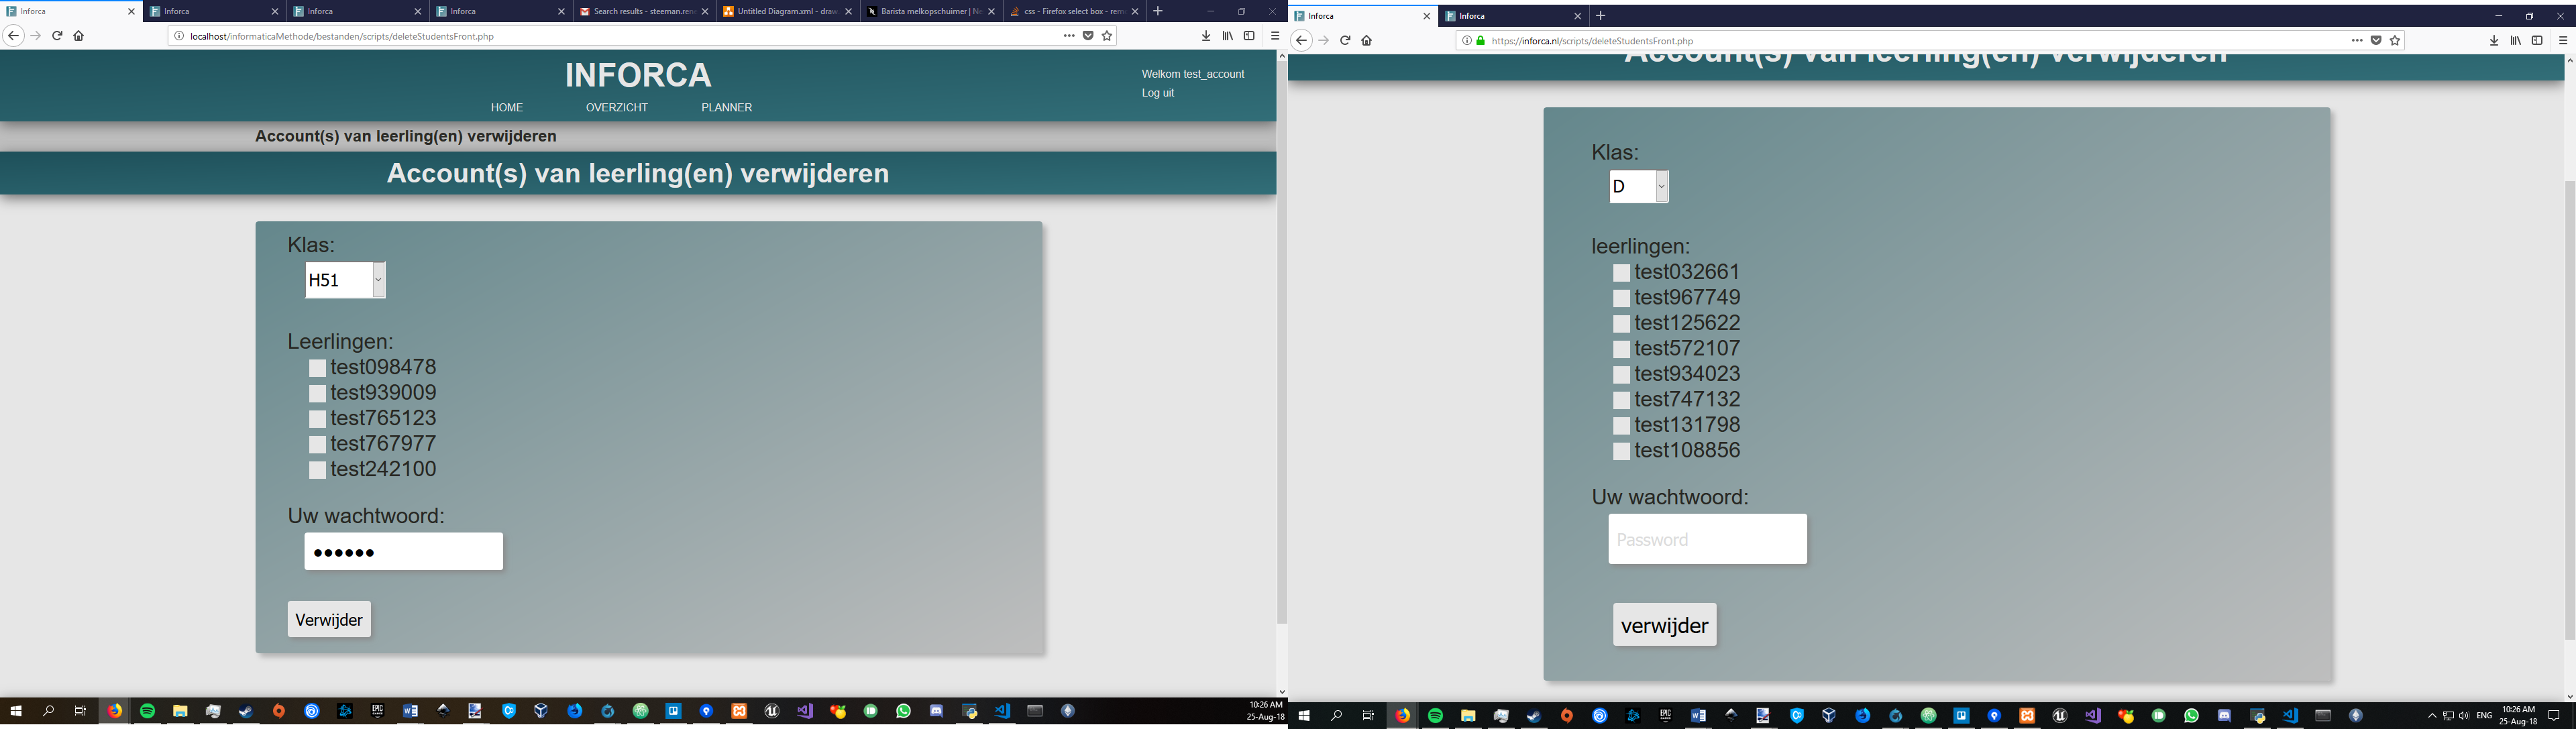 Inforca
Inforca
Inforca
Inforca
Search results - steeman.ren
Untitled Diagram.xml - draw
Barista melkopschuimer | Ne
css - Firefox select box - rem
localhost/informaticaMethode/bestanden/scripts/deleteStudentsFront.php
INFORCA
Welkom test_account
Log uit
HOME OVERZICHT PLANNER
Account(s) van leerling(en) verwijderen
Account(s) van leerling(en) verwijderen
Klas:
H51
Leerlingen:
test098478
test939009
test765123
test767977
test242100
Uw wachtwoord:
Verwijder
EPIC
10:26 AM
25-Aug-18
Inforca
Inforca
https://inforca.nl/scripts/deleteStudentsFront.php
Account(s) van leerling(en) verwijderen
Klas:
D
leerlingen:
test032661
test967749
test125622
test572107
test934023
test747132
test131798
test108856
Uw wachtwoord:
Password
verwijder
EPIC
ENG
10:26 AM
25-Aug-18